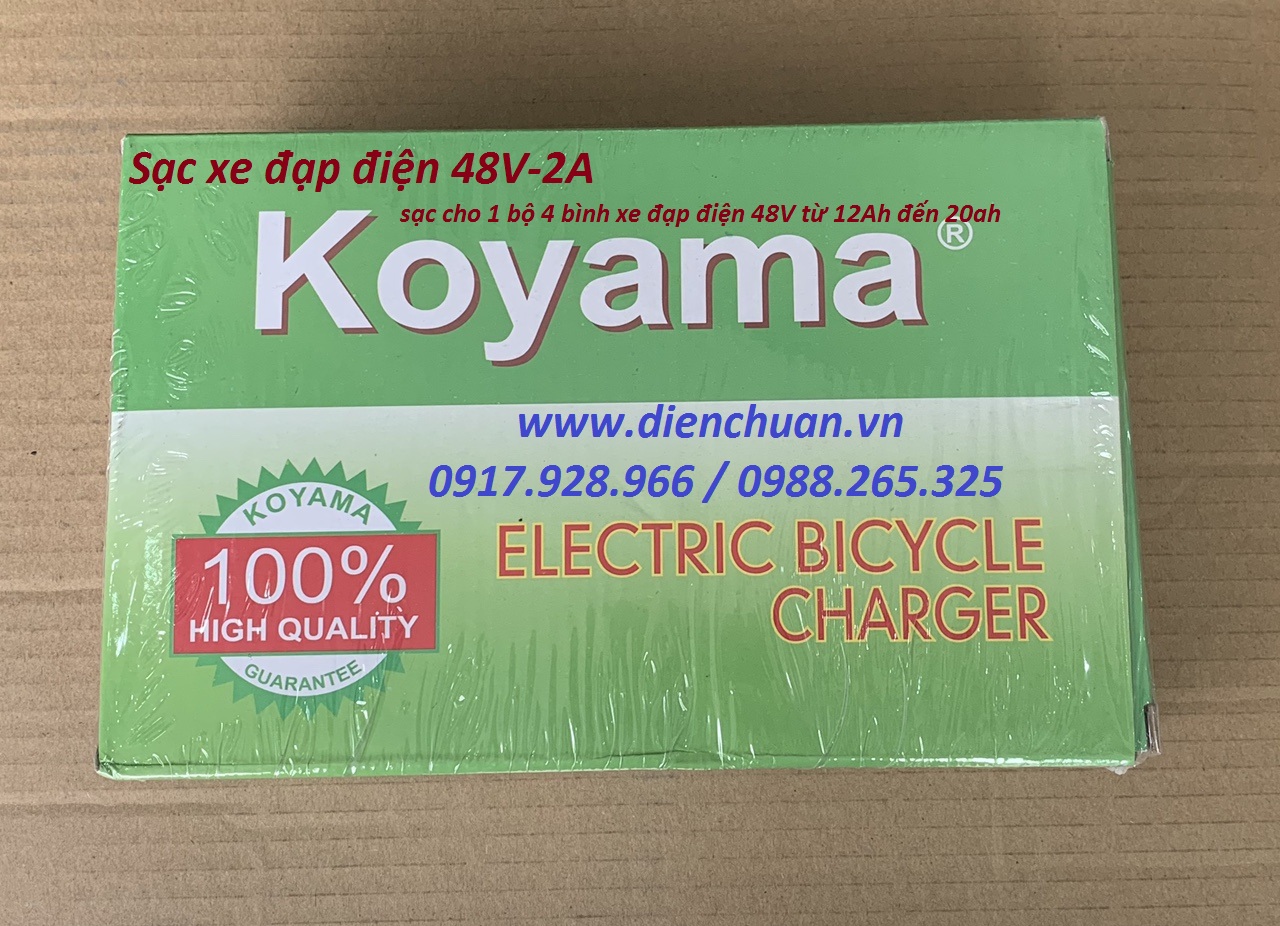 Sạc xe đạp điện 48V-2A
sạc cho 1 bộ 4 bình xe đạp điện 48V từ 12Ah đến 20ah
Koyama®
www.dienchuan.vn
0917.928.966 / 0988.265.325
KOYAMA
100%
HIGH QUALITY
GUARANTEE
ELECTRIC BICYCLE
CHARGER